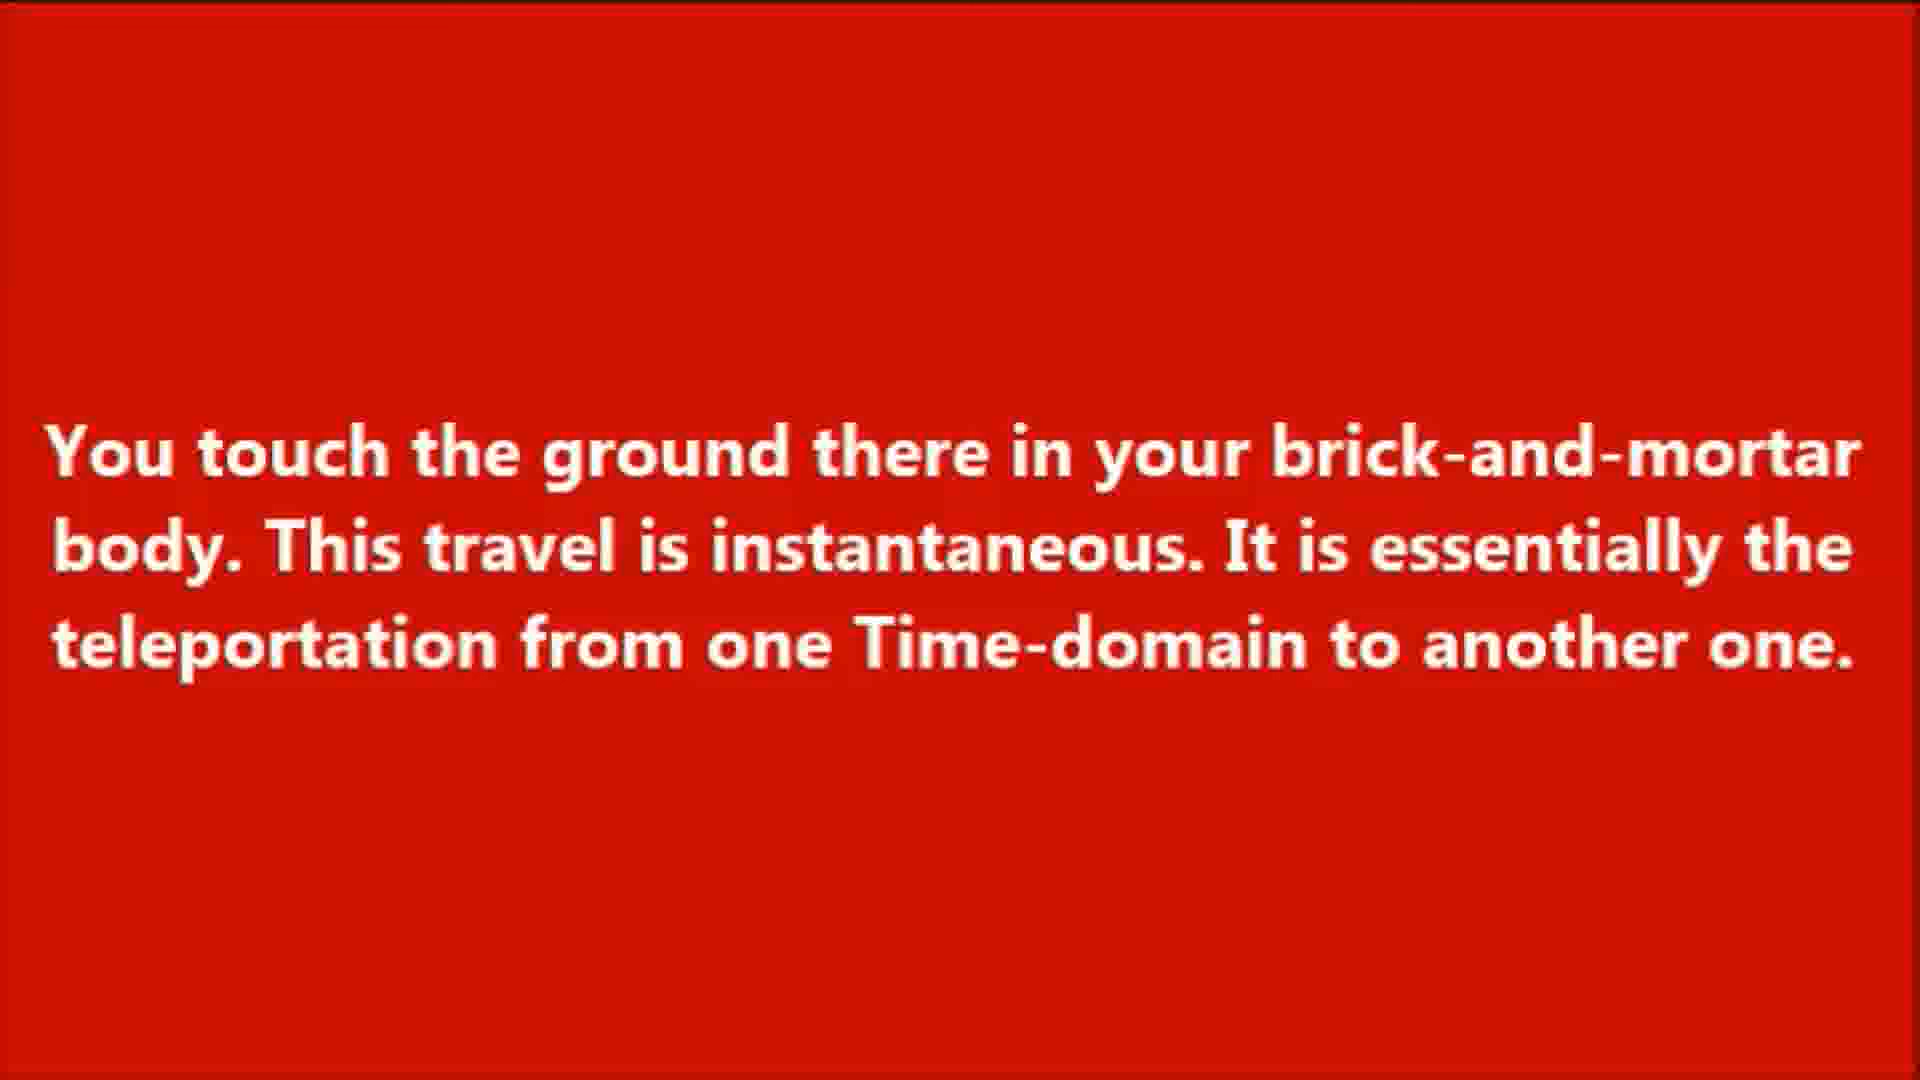 You touch the ground there in your brick-and-mortar
body. This travel is instantaneous. It is essentially the
teleportation from one Time-domain to another one.